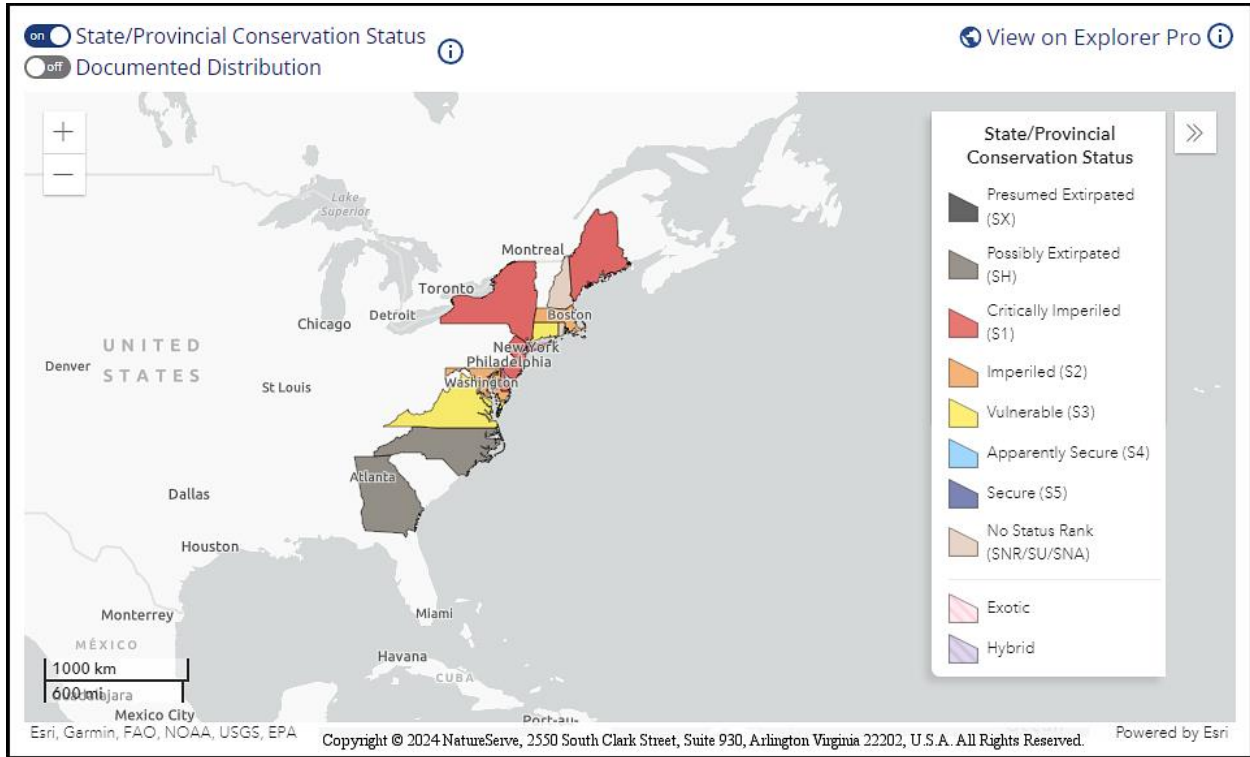 on State/Provincial Conservation Status
off Documented Distribution
View on Explorer Pro
State/Provincial
Conservation Status
Presumed Extirpated
(SX)
Possibly Extirpated
(SH)
Critically Imperiled
(S1)
Imperiled (S2)
Vulnerable (S3)
Apparently Secure (S4)
Secure (S5)
No Status Rank
(SNR/SU/SNA)
Exotic
Hybrid
Lake
Superior
Montreal
Toronto
Boston
Detroit
Chicago
New York
UNITED
STATES
Philadelphia
Denver
Washington
St Louis
Atlanta
Dallas
Houston
Monterrey
Miami
MÉXICO
Havana
CUBA
1000 km
600 mi
Mexico City
Port-au-
Esri, Garmin, FAO, NOAA, USGS, EPA
Copyright © 2024 NatureServe, 2550 South Clark Street, Suite 930, Arlington Virginia 22202, U.S.A. All Rights Reserved.
Powered by Esri